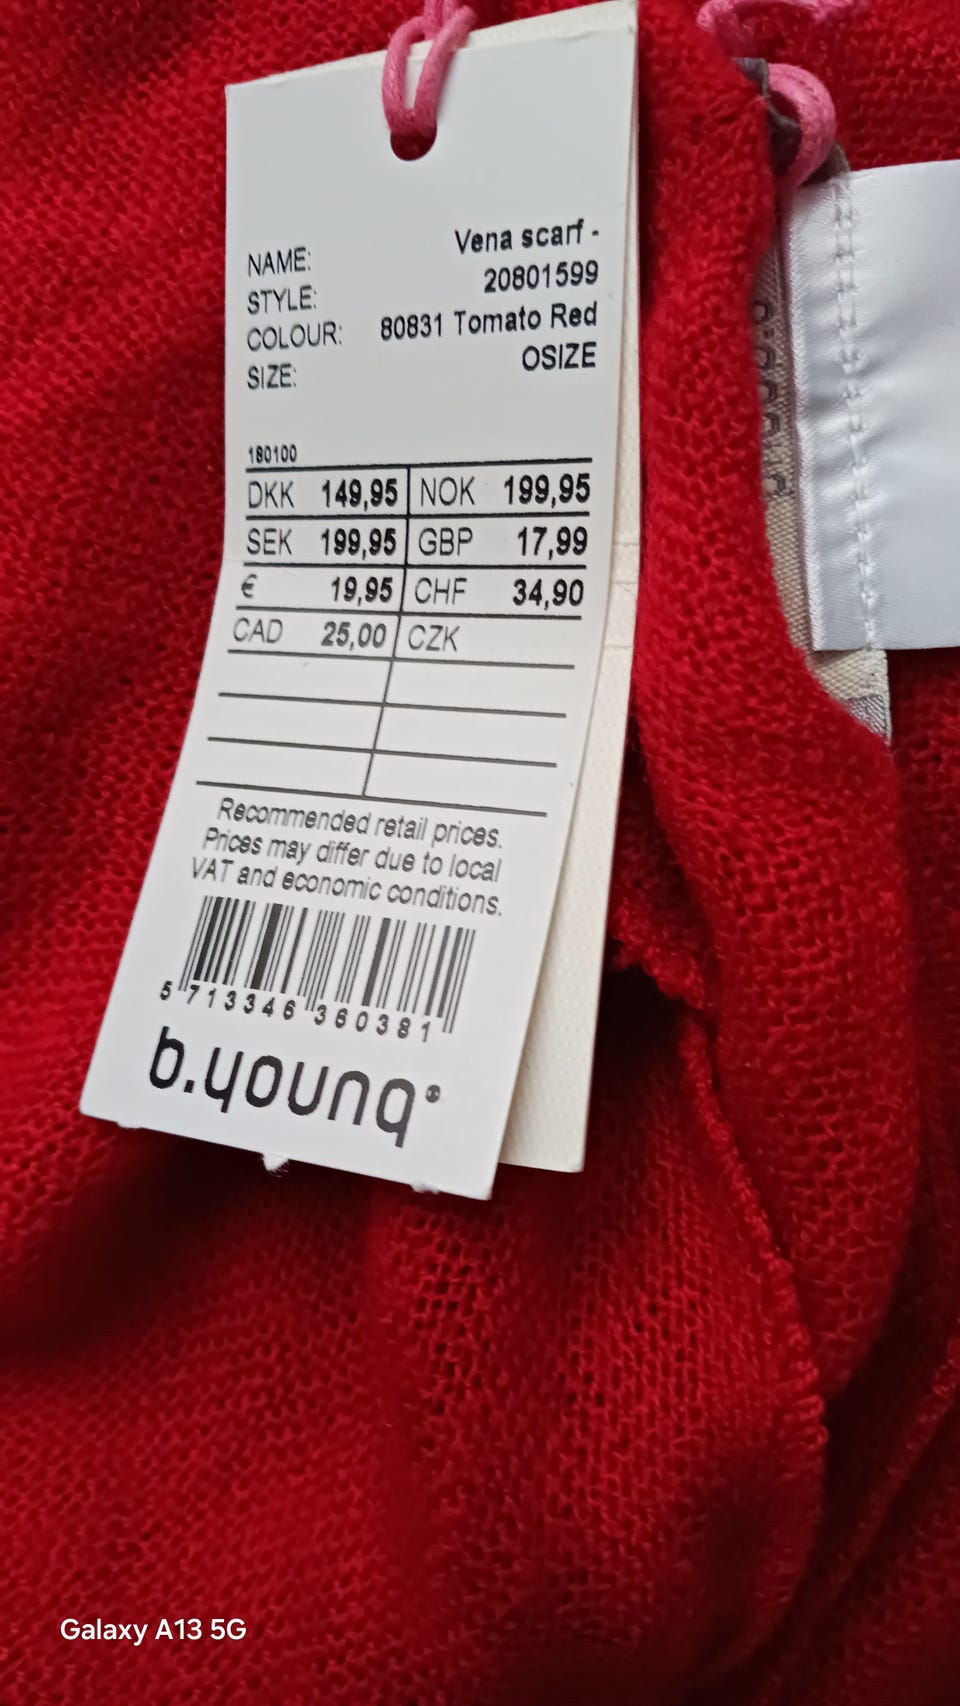 NAME: Vena scarf -
STYLE: 20801599
COLOUR: 80831 Tomato Red
SIZE: OSIZE
180100
DKK 149,95 NOK 199,95
SEK 199,95 GBP 17,99
€ 19,95 CHF 34,90
CAD 25,00 CZK
Recommended retail prices.
Prices may differ due to local
VAT and economic conditions.
5 713346 360381
b.young
Galaxy A13 5G